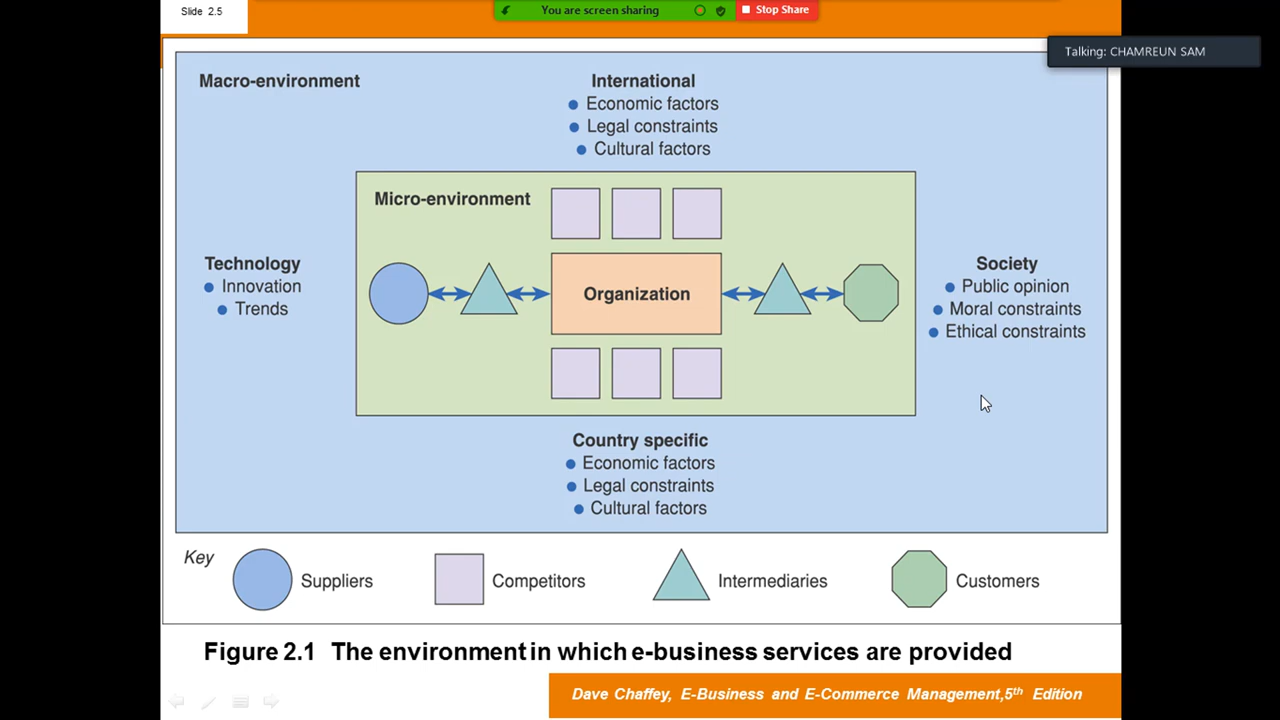 Slide 2.5
You are screen sharing
Stop Share
Talking: CHAMREUN SAM
Macro-environment
International
Economic factors
Legal constraints
Cultural factors
Micro-environment
Technology
Innovation
Trends
Organization
Society
Public opinion
Moral constraints
Ethical constraints
Country specific
Economic factors
Legal constraints
Cultural factors
Key
Suppliers
Competitors
Intermediaries
Customers
Figure 2.1 The environment in which e-business services are provided
Dave Chaffey, E-Business and E-Commerce Management,5th Edition